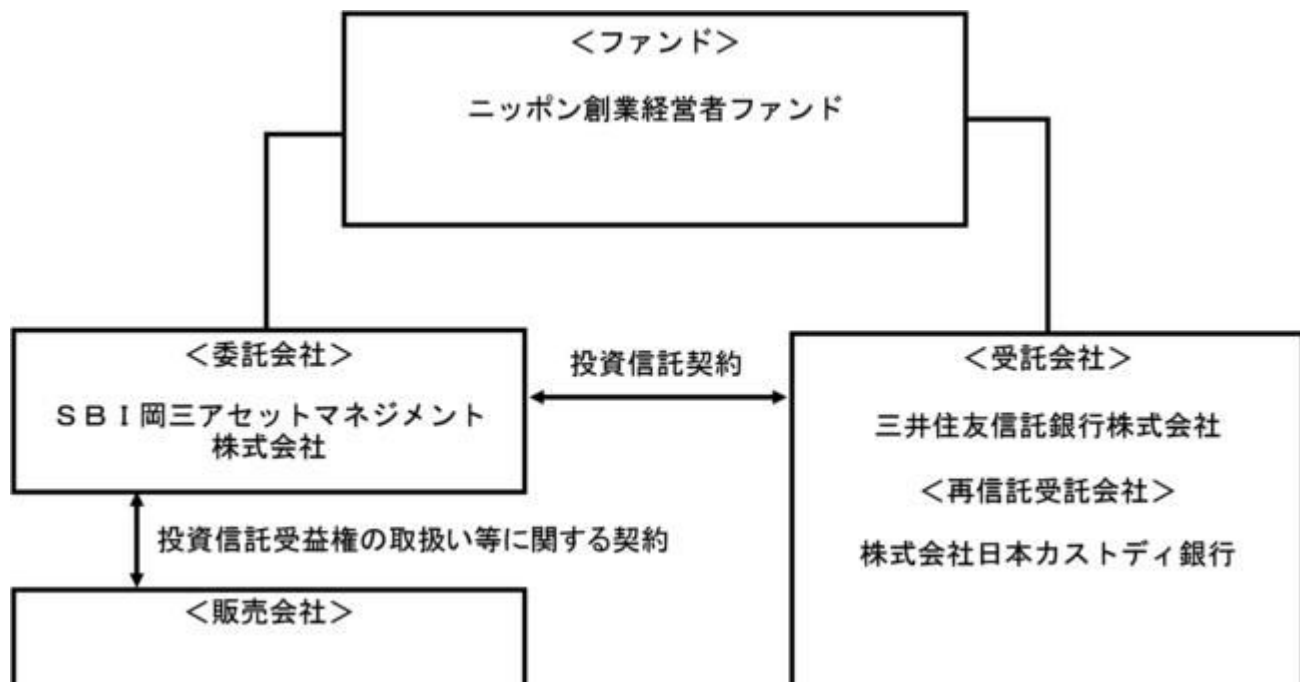 ＜ファンド＞
ニッポン創業経営者ファンド
＜委託会社＞
ＳＢＩ岡三アセットマネジメント
株式会社
投資信託契約
＜受託会社＞
三井住友信託銀行株式会社
＜再信託受託会社＞
株式会社日本カストディ銀行
投資信託受益権の取扱い等に関する契約
＜販売会社＞